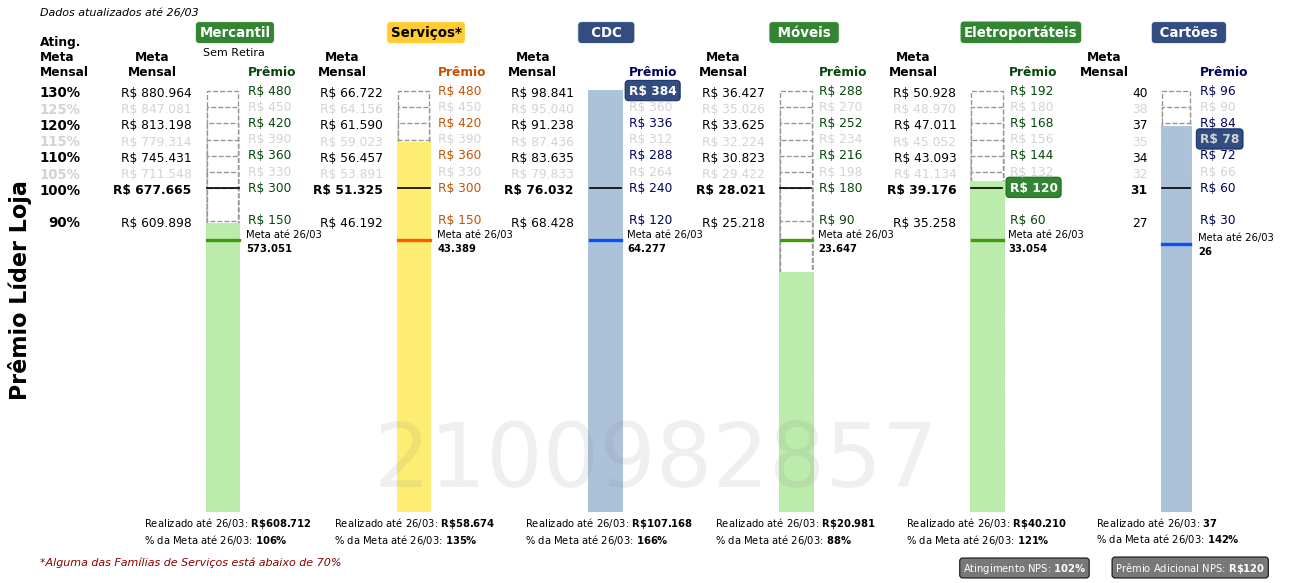 Dados atualizados até 26/03
Mercantil Serviços* CDC Móveis Eletroportáteis Cartões
Sem Retira
Ating. Meta Mensal Meta Mensal Prêmio Meta Mensal Prêmio Meta Mensal Prêmio Meta Mensal Prêmio Meta Mensal Prêmio Meta Mensal Prêmio
130% R$ 880.964 R$ 480 R$ 66.722 R$ 480 R$ 98.841 R$ 384 R$ 36.427 R$ 288 R$ 50.928 R$ 192 40 R$ 96
125% R$ 847.081 R$ 450 R$ 64.156 R$ 450 R$ 95.040 R$ 360 R$ 35.026 R$ 270 R$ 48.970 R$ 180 38 R$ 90
120% R$ 813.198 R$ 420 R$ 61.590 R$ 420 R$ 91.238 R$ 336 R$ 33.625 R$ 252 R$ 47.011 R$ 168 37 R$ 84
115% R$ 779.314 R$ 390 R$ 59.023 R$ 390 R$ 87.436 R$ 312 R$ 32.224 R$ 234 R$ 45.052 R$ 156 35 R$ 78
110% R$ 745.431 R$ 360 R$ 56.457 R$ 360 R$ 83.635 R$ 288 R$ 30.823 R$ 216 R$ 43.093 R$ 144 34 R$ 72
105% R$ 711.548 R$ 330 R$ 53.891 R$ 330 R$ 79.833 R$ 264 R$ 29.422 R$ 198 R$ 41.134 R$ 132 32 R$ 66
100% R$ 677.665 R$ 300 R$ 51.325 R$ 300 R$ 76.032 R$ 240 R$ 28.021 R$ 180 R$ 39.176 R$ 120 31 R$ 60
90% R$ 609.898 R$ 150 R$ 46.192 R$ 150 R$ 68.428 R$ 120 R$ 25.218 R$ 90 R$ 35.258 R$ 60 27 R$ 30
Meta até 26/03 Meta até 26/03 Meta até 26/03 Meta até 26/03 Meta até 26/03 Meta até 26/03
573.051 43.389 64.277 23.647 33.054 26
Prêmio Líder Loja
2100982857
Realizado até 26/03: R$608.712 Realizado até 26/03: R$58.674 Realizado até 26/03: R$107.168 Realizado até 26/03: R$20.981 Realizado até 26/03: R$40.210 Realizado até 26/03: 37
% da Meta até 26/03: 106% % da Meta até 26/03: 135% % da Meta até 26/03: 166% % da Meta até 26/03: 88% % da Meta até 26/03: 121% % da Meta até 26/03: 142%
*Alguma das Famílias de Serviços está abaixo de 70%
Atingimento NPS: 102% Prêmio Adicional NPS: R$120